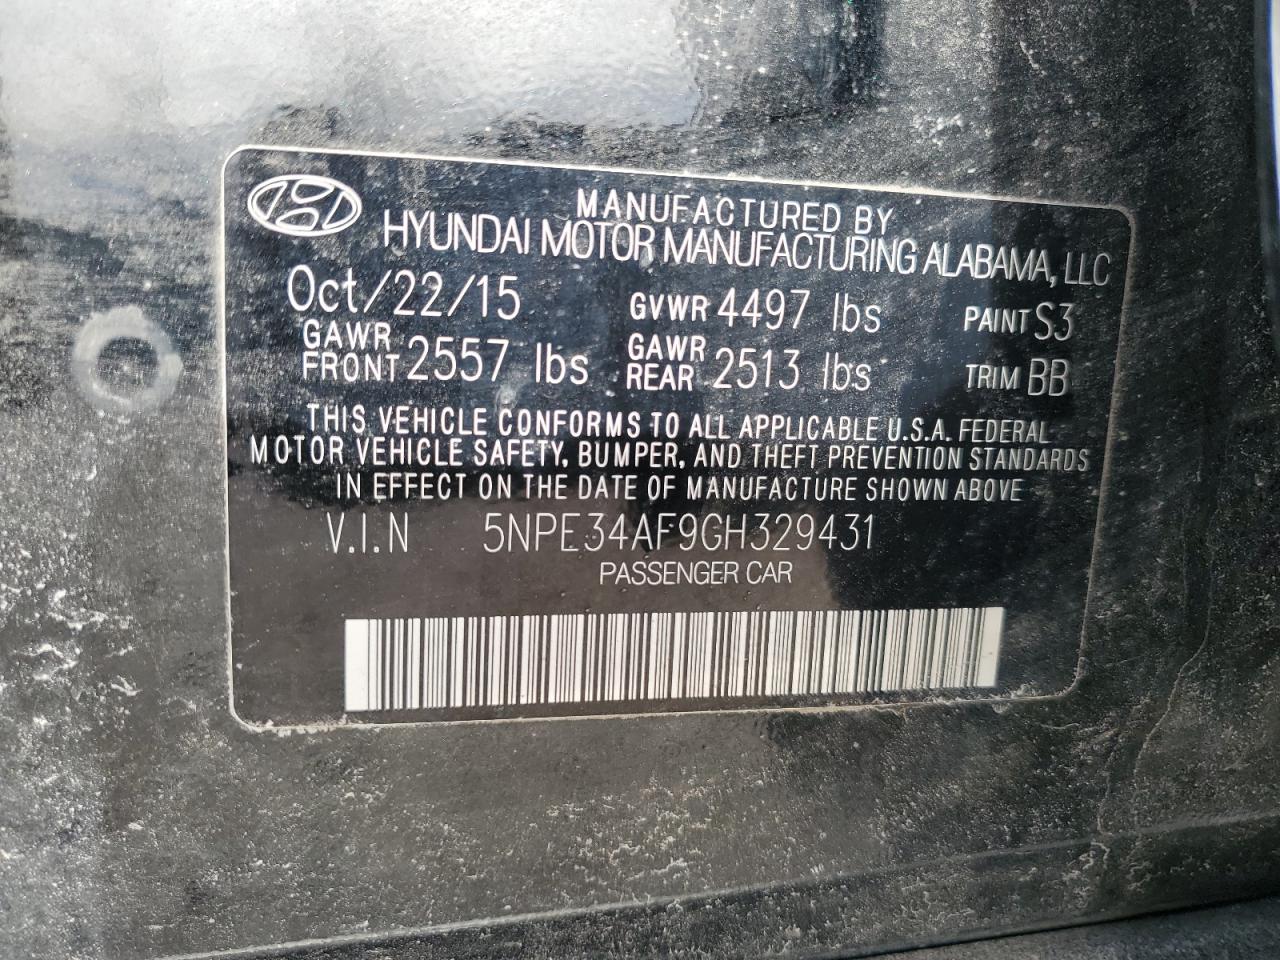 MANUFACTURED BY
HYUNDAI MOTOR MANUFACTURING ALABAMA, LLC
Oct/22/15 GVWR 4497 lbs PAINT S3
GAWR FRONT 2557 lbs GAWR REAR 2513 lbs TRIM BB
THIS VEHICLE CONFORMS TO ALL APPLICABLE U.S.A. FEDERAL
MOTOR VEHICLE SAFETY, BUMPER, AND THEFT PREVENTION STANDARDS
IN EFFECT ON THE DATE OF MANUFACTURE SHOWN ABOVE
V.I.N 5NPE34AF9GH329431
PASSENGER CAR